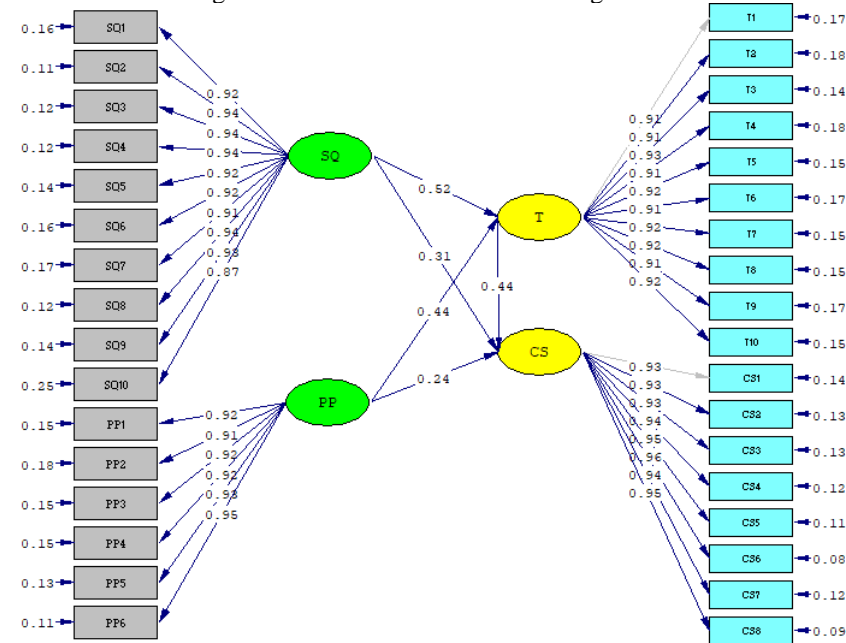 0.16 SQ1
0.11 SQ2
0.12 SQ3
0.12 SQ4
0.14 SQ5
0.16 SQ6
0.17 SQ7
0.12 SQ8
0.14 SQ9
0.25 SQ10
0.15 PP1
0.18 PP2
0.15 PP3
0.15 PP4
0.13 PP5
0.11 PP6
0.92
0.94
0.94
0.94
0.92
0.92
0.91
0.94
0.93
0.87
0.92
0.91
0.92
0.92
0.93
0.95
SQ
PP
0.52
0.31
0.44
0.44
0.24
T
CS
0.91
0.91
0.93
0.91
0.92
0.91
0.92
0.92
0.91
0.92
0.93
0.93
0.93
0.94
0.95
0.96
0.94
0.95
T1 0.17
T2 0.18
T3 0.14
T4 0.18
T5 0.15
T6 0.17
T7 0.15
T8 0.15
T9 0.17
T10 0.15
CS1 0.14
CS2 0.13
CS3 0.13
CS4 0.12
CS5 0.11
CS6 0.08
CS7 0.12
CS8 0.09